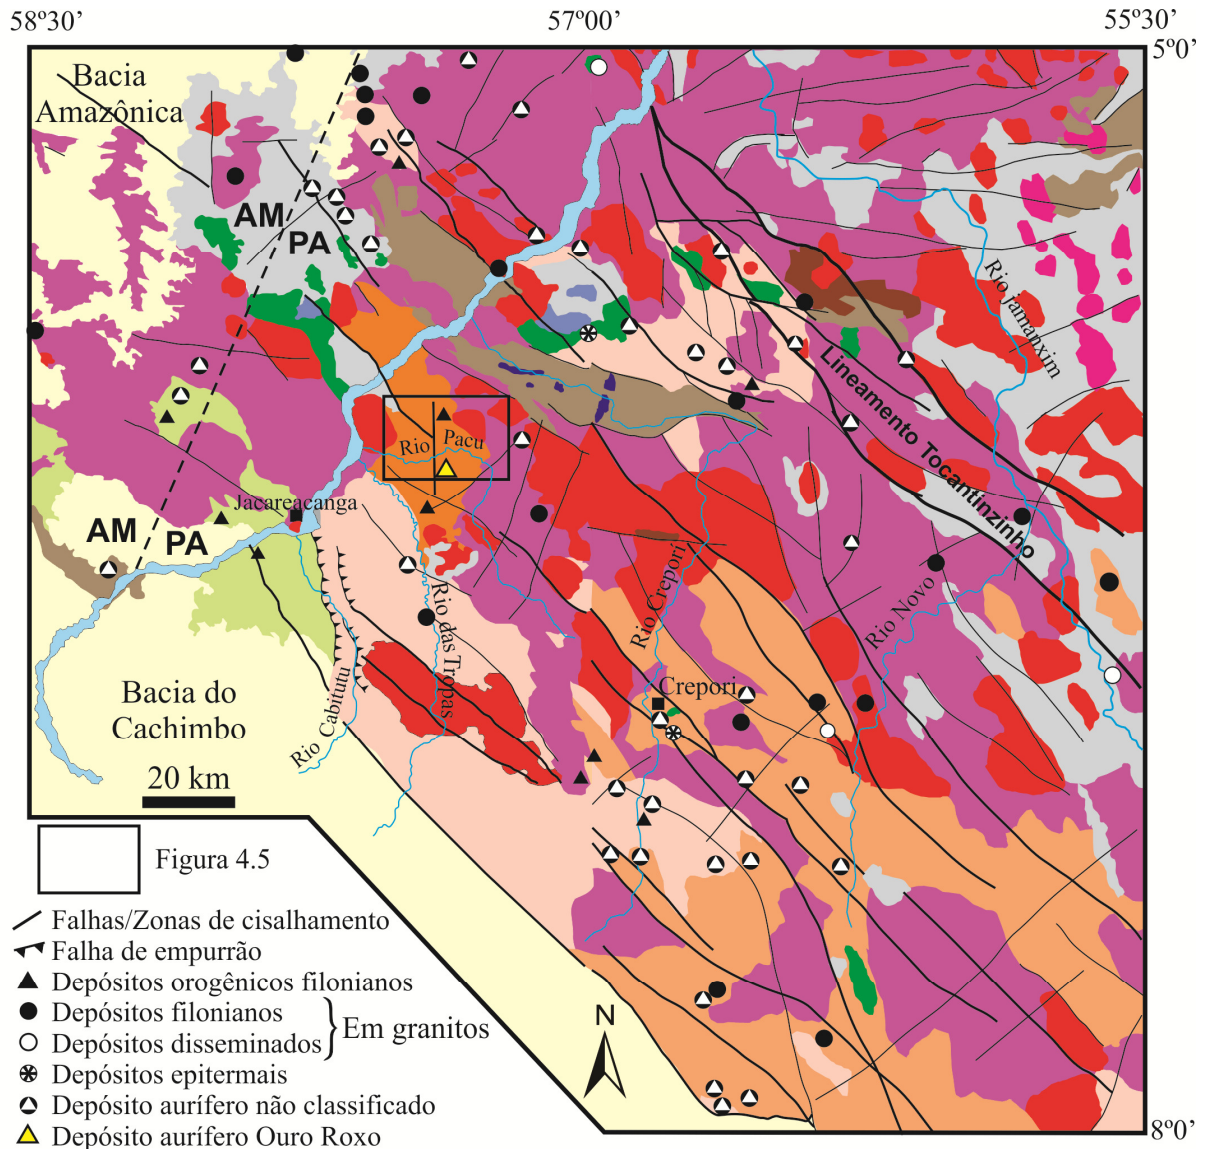 58º30'
57º00'
55º30'
5º0'
Bacia
Amazônica
AM
PA
Rio Jamanxim
Lineamento Tocantinzinho
Rio
Pacu
Jacareacanga
AM
PA
Rio Crepori
Rio Novo
Rio das Tropas
Rio Cabitutu
Crepori
Bacia do
Cachimbo
20 km
Figura 4.5
Falhas/Zonas de cisalhamento
Falha de empurrão
Depósitos orogênicos filonianos
Depósitos filonianos
Em granitos
Depósitos disseminados
Depósitos epitermais
Depósito aurífero não classificado
Depósito aurífero Ouro Roxo
N
8º0'